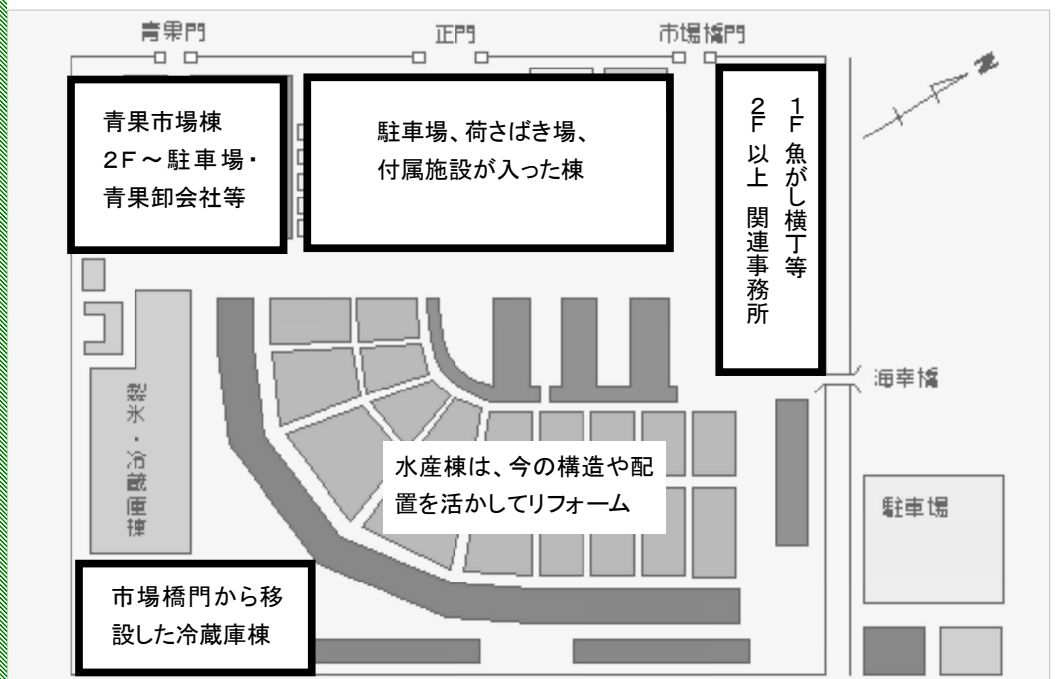 青果門
正門
市場橋門
青果市場棟
2F～駐車場・
青果卸会社等
駐車場、荷さばき場、
付属施設が入った棟
1F 魚がし横丁等
2F以上 関連事務所
海幸橋
製氷・冷蔵庫棟
水産棟は、今の構造や配
置を活かしてリフォーム
駐車場
市場橋門から移
設した冷蔵庫棟